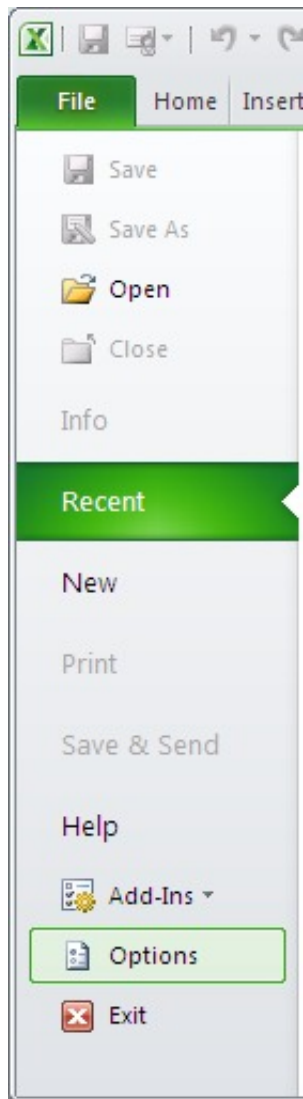 File Home Insert
Save
Save As
Open
Close
Info
Recent
New
Print
Save & Send
Help
Add-Ins
Options
Exit